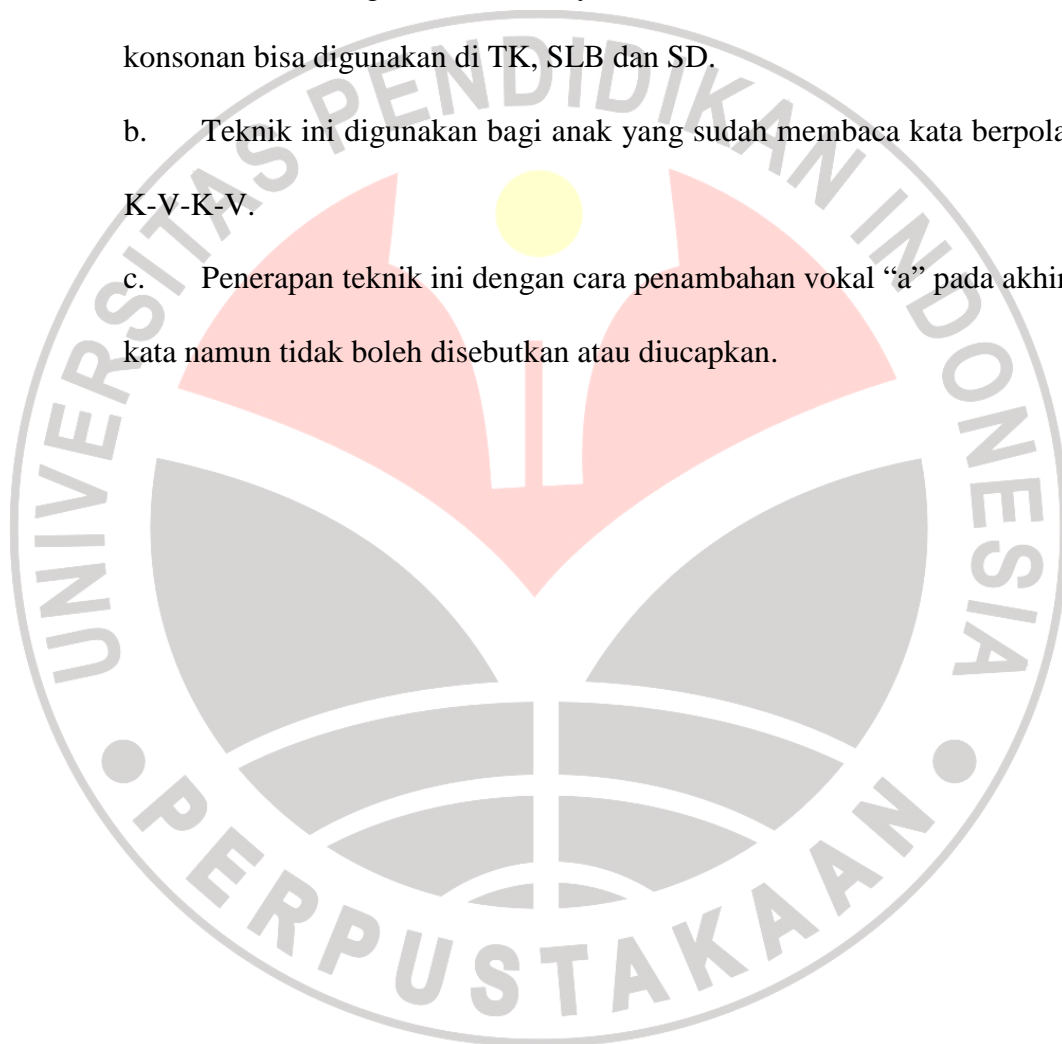 konsonan bisa digunakan di TK, SLB dan SD.
b. Teknik ini digunakan bagi anak yang sudah membaca kata berpola
K-V-K-V.
c. Penerapan teknik ini dengan cara penambahan vokal “a” pada akhir
kata namun tidak boleh disebutkan atau diucapkan.
UNIVERSITAS PENDIDIKAN INDONESIA
PERPUSTAKAAN